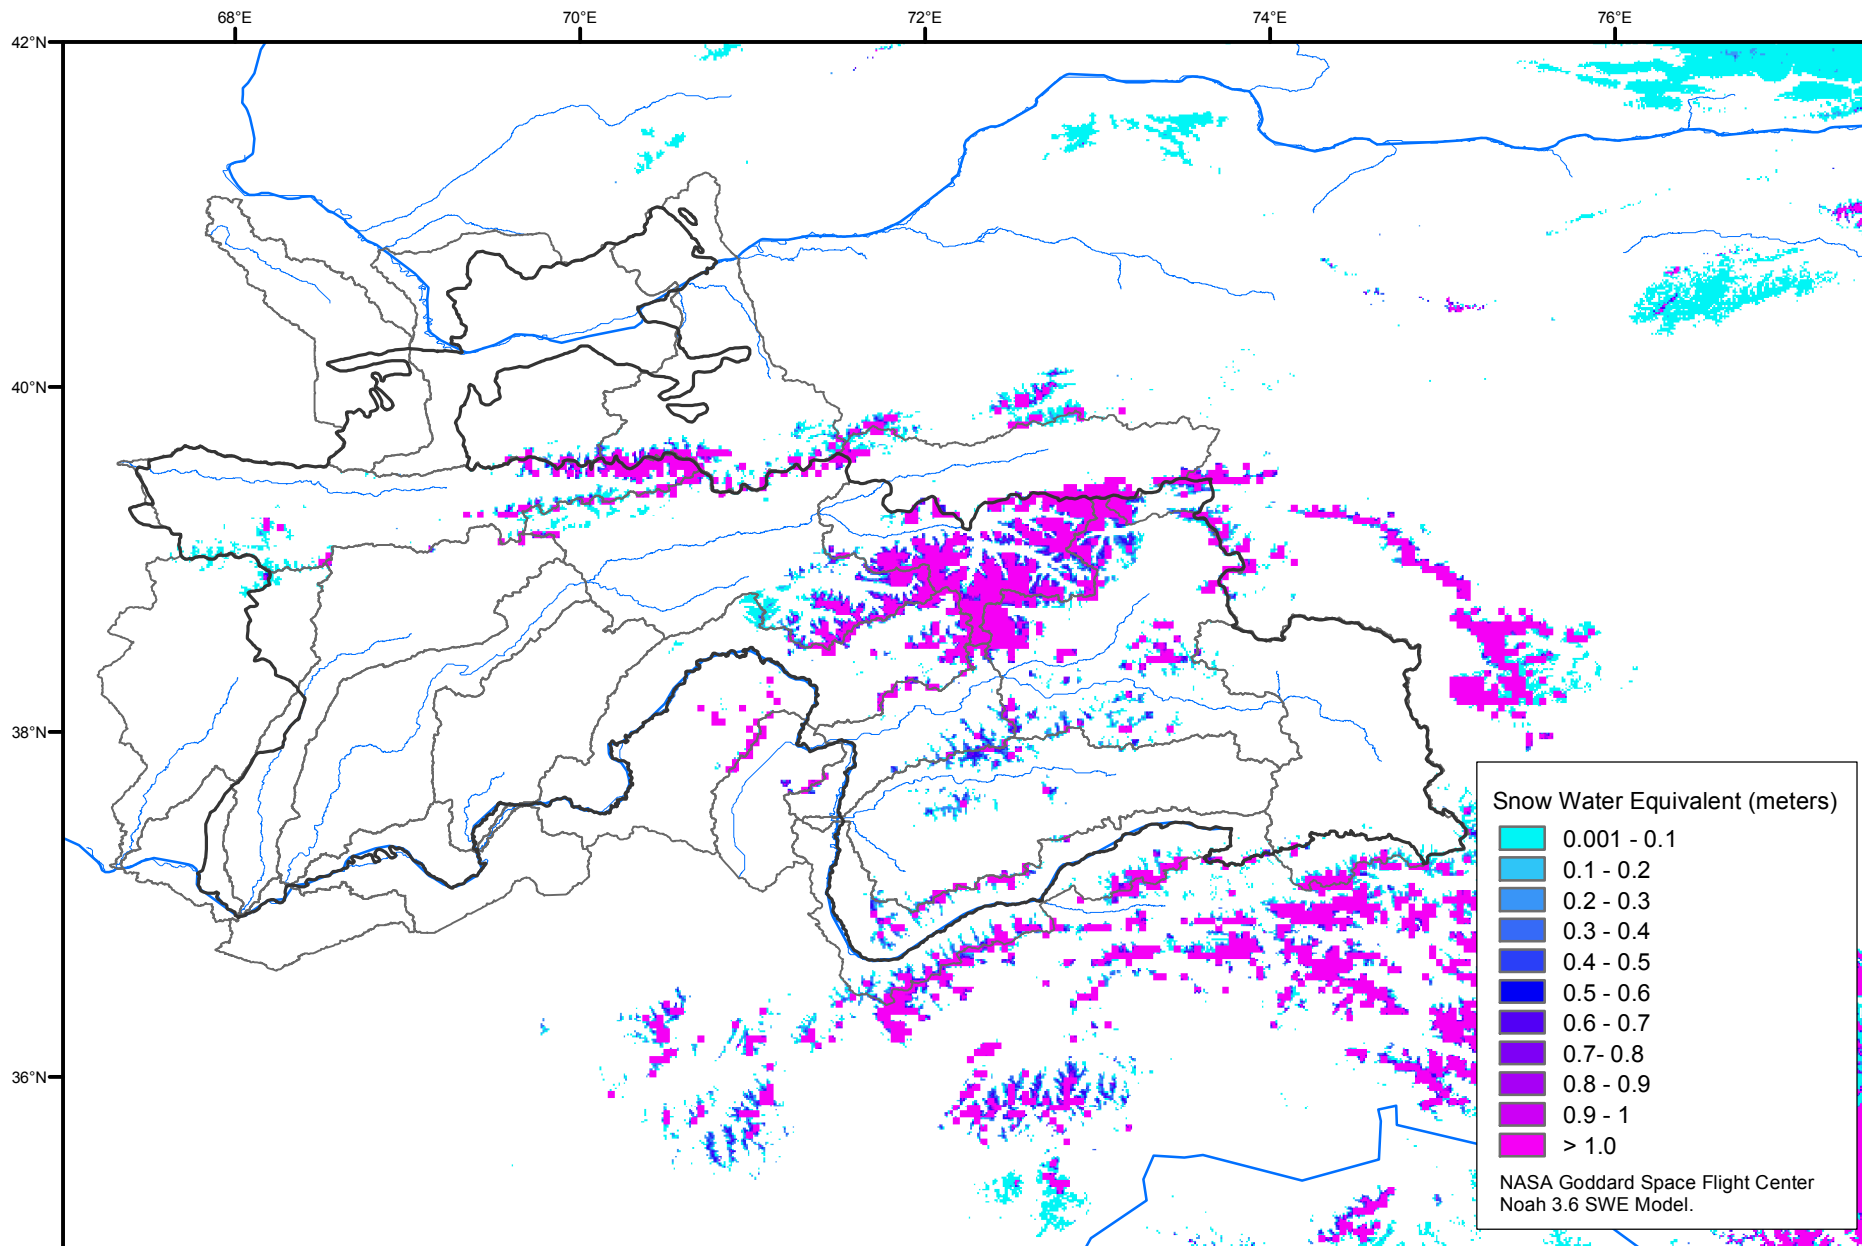 68°E 70°E 72°E 74°E 76°E
42°N
40°N
38°N
36°N
Snow Water Equivalent (meters)
0.001 - 0.1
0.1 - 0.2
0.2 - 0.3
0.3 - 0.4
0.4 - 0.5
0.5 - 0.6
0.6 - 0.7
0.7- 0.8
0.8 - 0.9
0.9 - 1
> 1.0
NASA Goddard Space Flight Center
Noah 3.6 SWE Model.